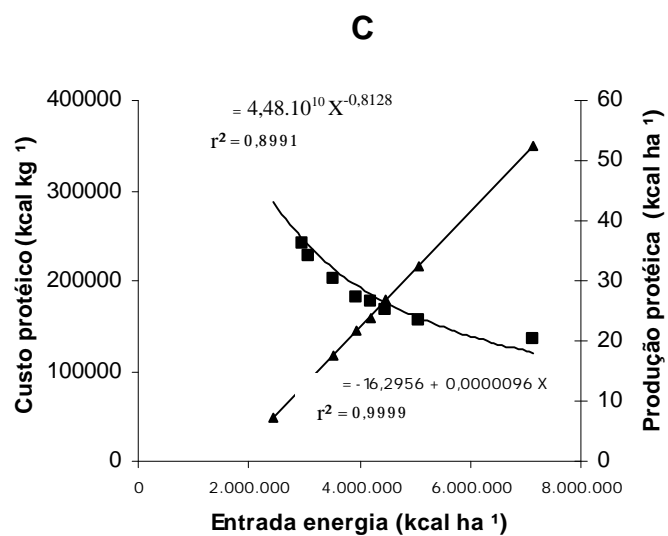 C
= 4,48.10¹⁰ X⁻⁰,⁸¹²⁸
r² = 0,8991
Custo protéico (kcal kg ¹)
400000
300000
200000
100000
0
60
50
40
30
20
10
0
Produção protéica (kcal ha ¹)
= - 16,2956 + 0,0000096 X
r² = 0,9999
0
2.000.000
4.000.000
6.000.000
8.000.000
Entrada energia (kcal ha ¹)